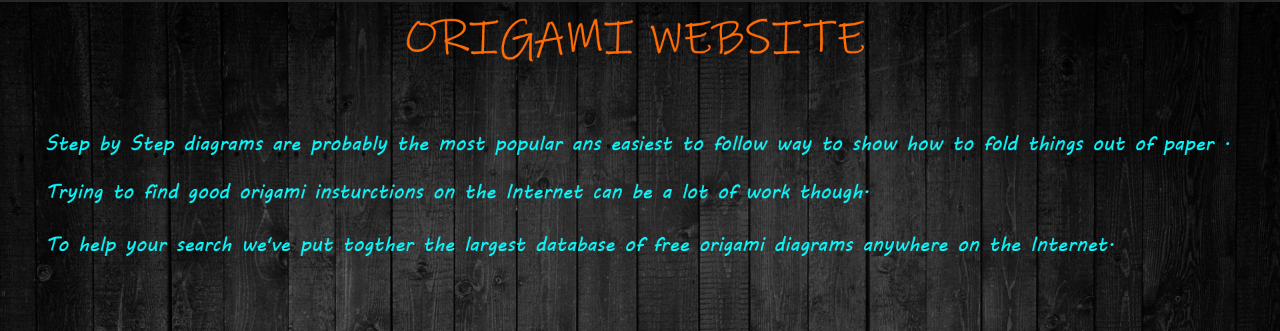 ORIGAMI WEBSITE
Step by Step diagrams are probably the most popular ans easiest to follow way to show how to fold things out of paper .
Trying to find good origami insturctions on the Internet can be a lot of work though.
To help your search we've put togther the largest database of free origami diagrams anywhere on the Internet.